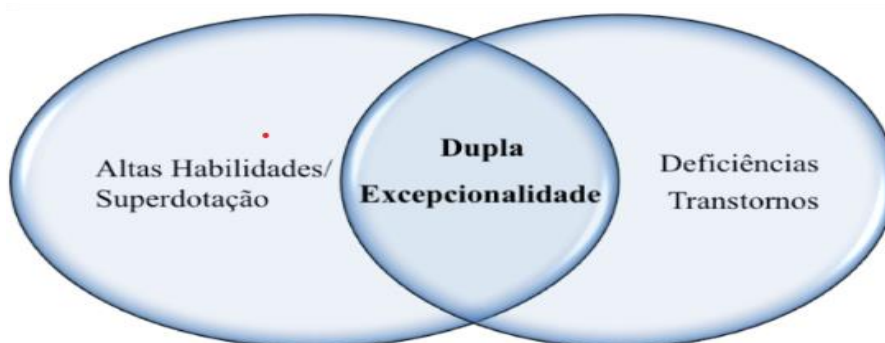 Altas Habilidades/
Superdotação
Dupla
Excepcionalidade
Deficiências
Transtornos